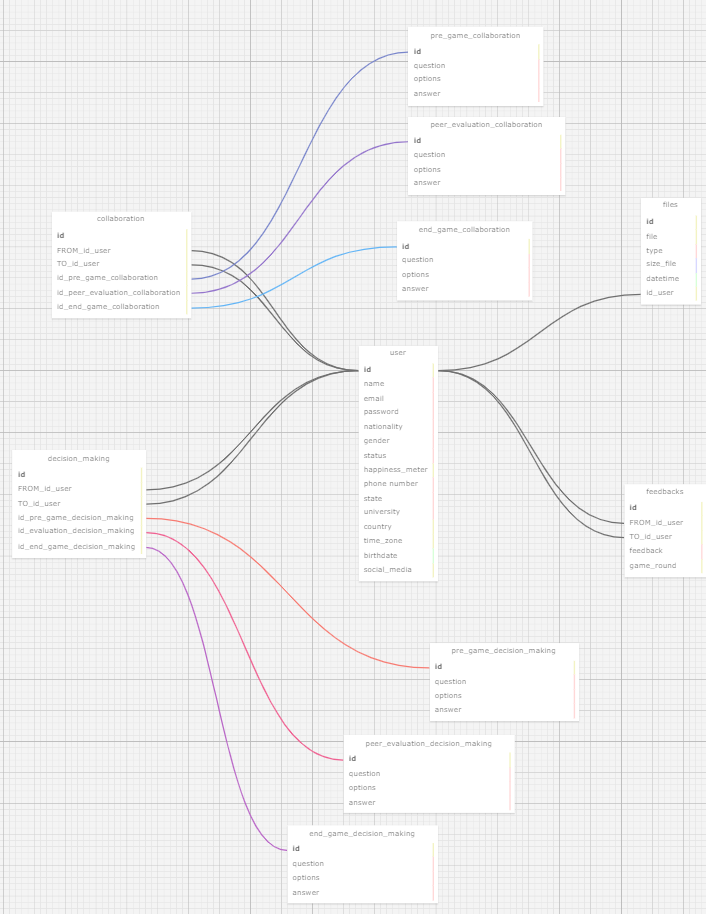 pre_game_collaboration
id
question
options
answer
peer_evaluation_collaboration
id
question
options
answer
files
id
file
type
size_file
datetime
id_user
collaboration
id
FROM_id_user
TO_id_user
id_pre_game_collaboration
id_peer_evaluation_collaboration
id_end_game_collaboration
end_game_collaboration
id
question
options
answer
user
id
name
email
password
nationality
gender
status
happiness_meter
phone number
state
university
country
time_zone
birthdate
social_media
decision_making
id
FROM_id_user
TO_id_user
id_pre_game_decision_making
id_evaluation_decision_making
id_end_game_decision_making
feedbacks
id
FROM_id_user
TO_id_user
feedback
game_round
pre_game_decision_making
id
question
options
answer
peer_evaluation_decision_making
id
question
options
answer
end_game_decision_making
id
question
options
answer